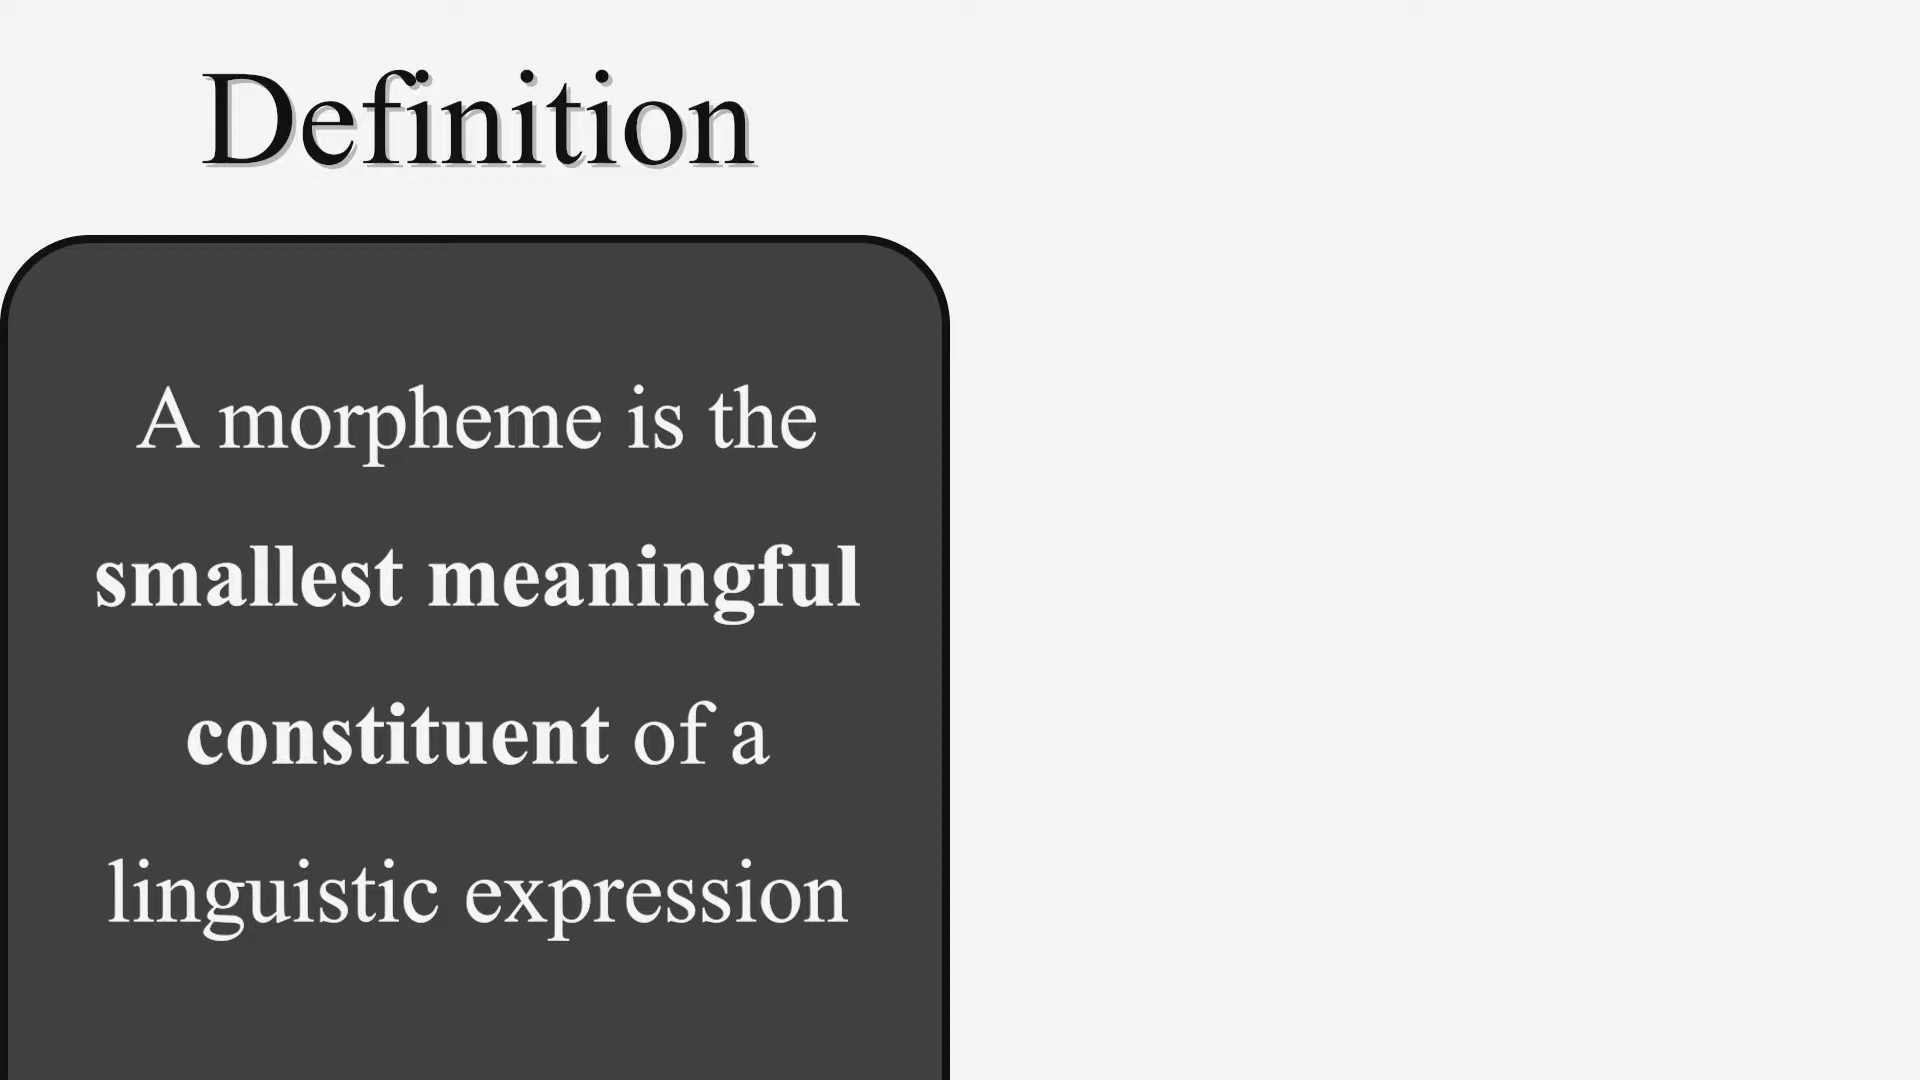 Definition
A morpheme is the
smallest meaningful
constituent of a
linguistic expression